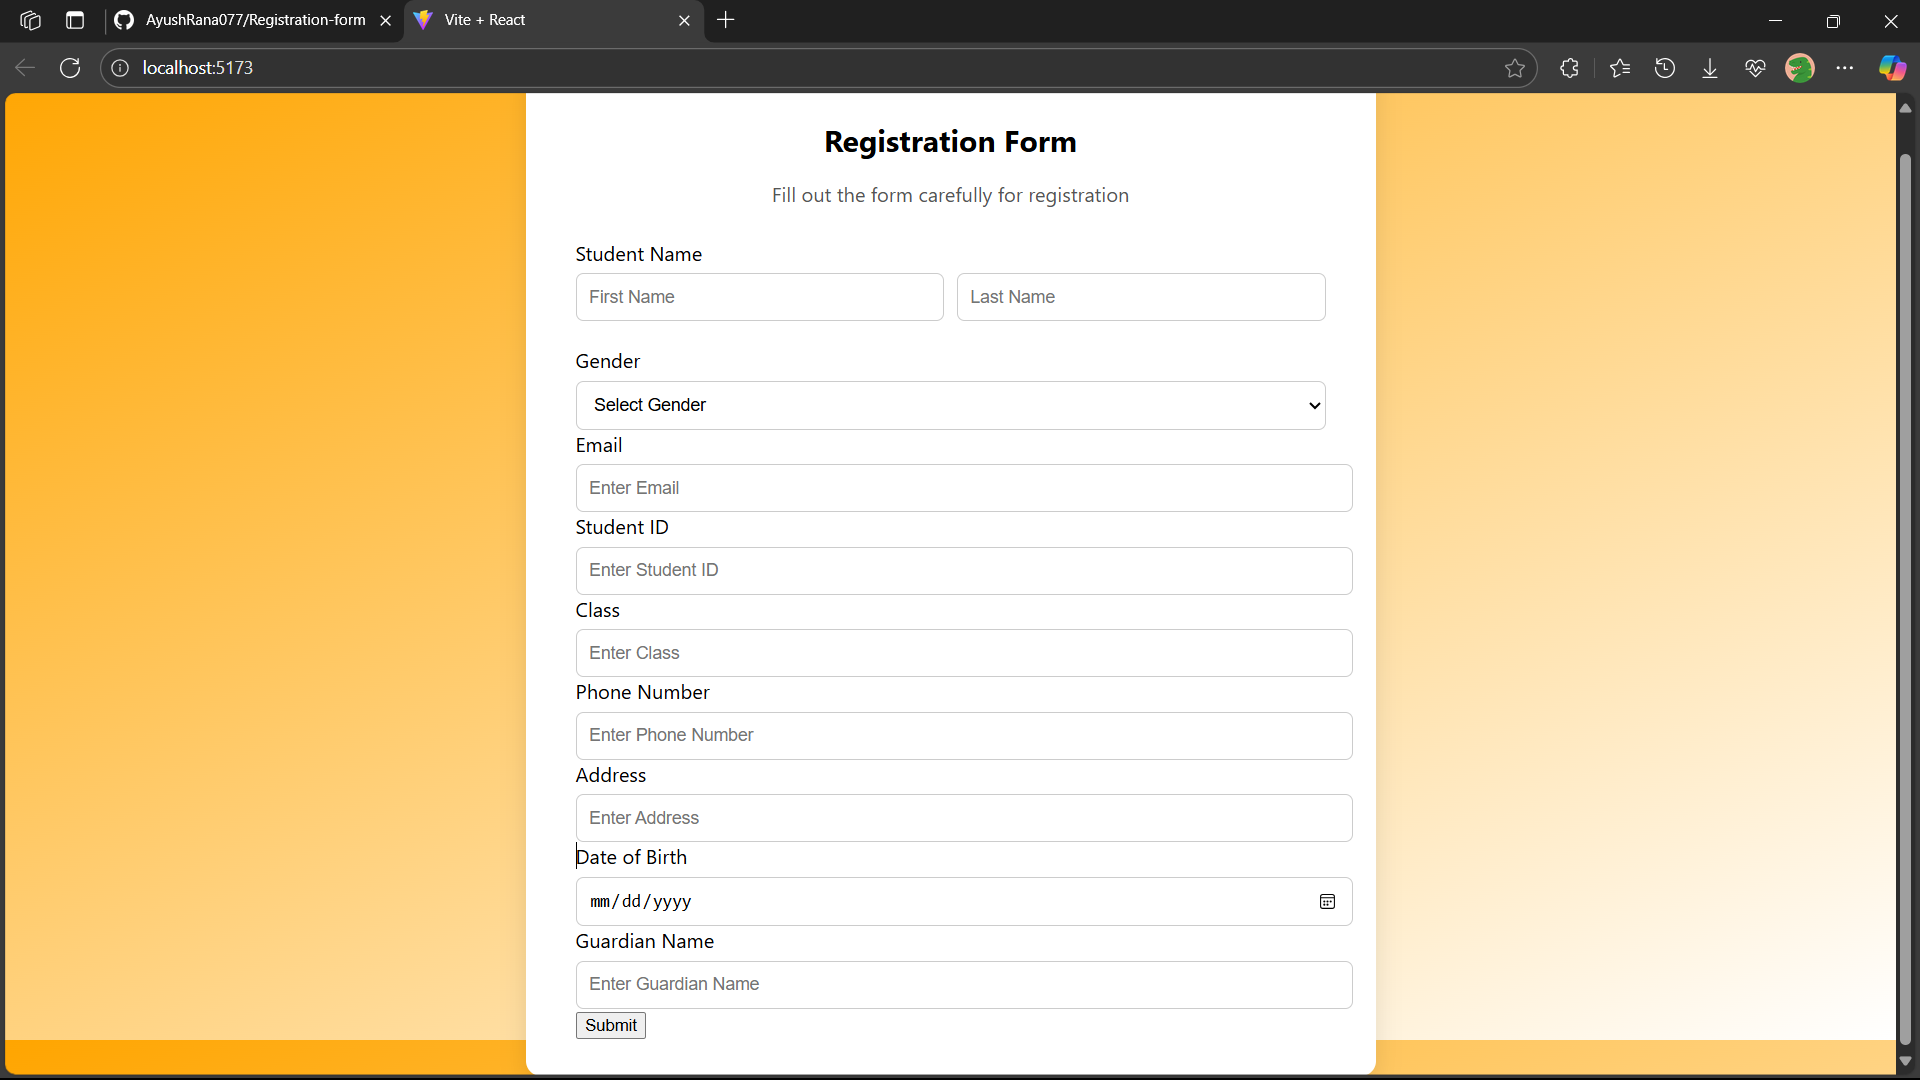 AyushRana077/Registration-form
Vite + React
localhost:5173
Registration Form
Fill out the form carefully for registration
Student Name
First Name
Last Name
Gender
Select Gender
Email
Enter Email
Student ID
Enter Student ID
Class
Enter Class
Phone Number
Enter Phone Number
Address
Enter Address
Date of Birth
mm/dd/yyyy
Guardian Name
Enter Guardian Name
Submit